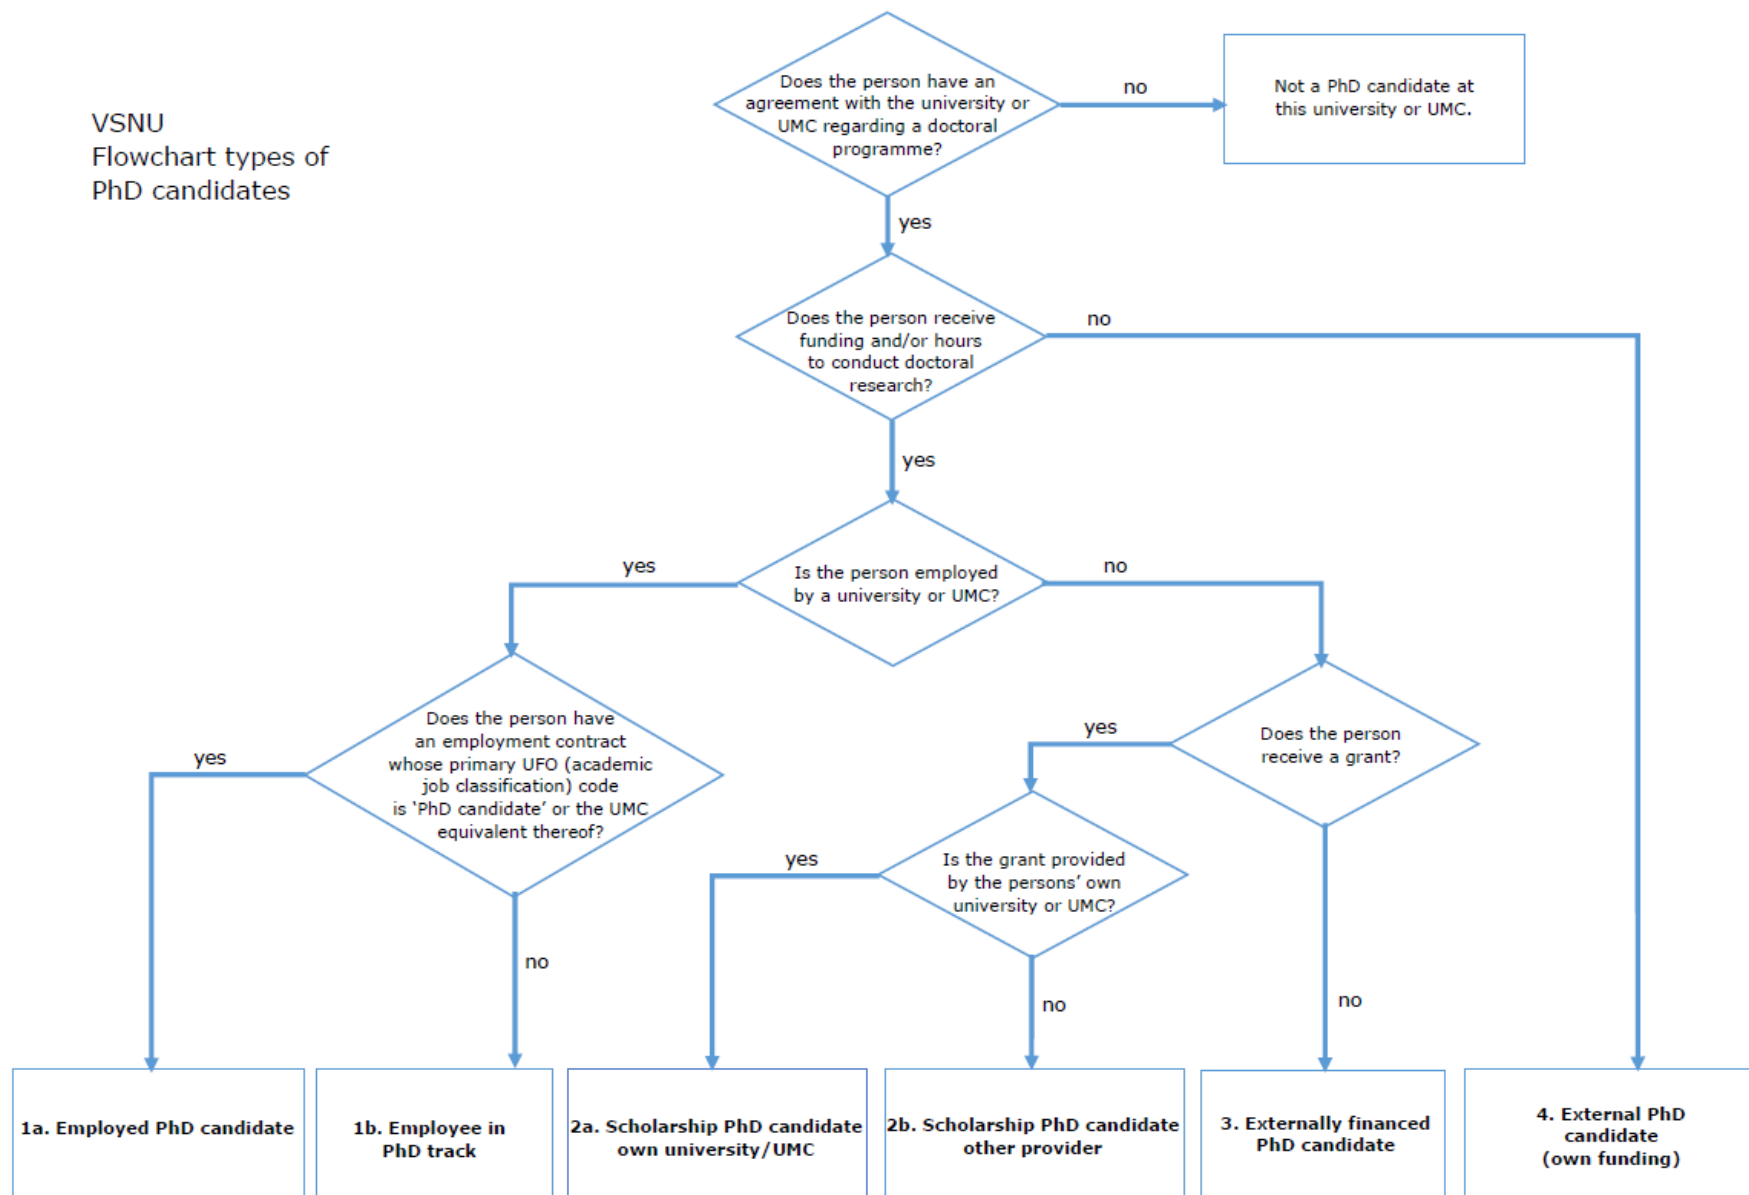 VSNU
Flowchart types of
PhD candidates
Does the person have an
agreement with the university or
UMC regarding a doctoral
programme?
no
Not a PhD candidate at
this university or UMC.
yes
Does the person receive
funding and/or hours
to conduct doctoral
research?
no
yes
Is the person employed
by a university or UMC?
yes
no
Does the person have
an employment contract
whose primary UFO (academic
job classification) code
is ‘PhD candidate’ or the UMC
equivalent thereof?
yes
no
Does the person
receive a grant?
yes
no
Is the grant provided
by the persons’ own
university or UMC?
yes
no
1a. Employed PhD candidate
1b. Employee in
PhD track
2a. Scholarship PhD candidate
own university/UMC
2b. Scholarship PhD candidate
other provider
3. Externally financed
PhD candidate
4. External PhD
candidate
(own funding)